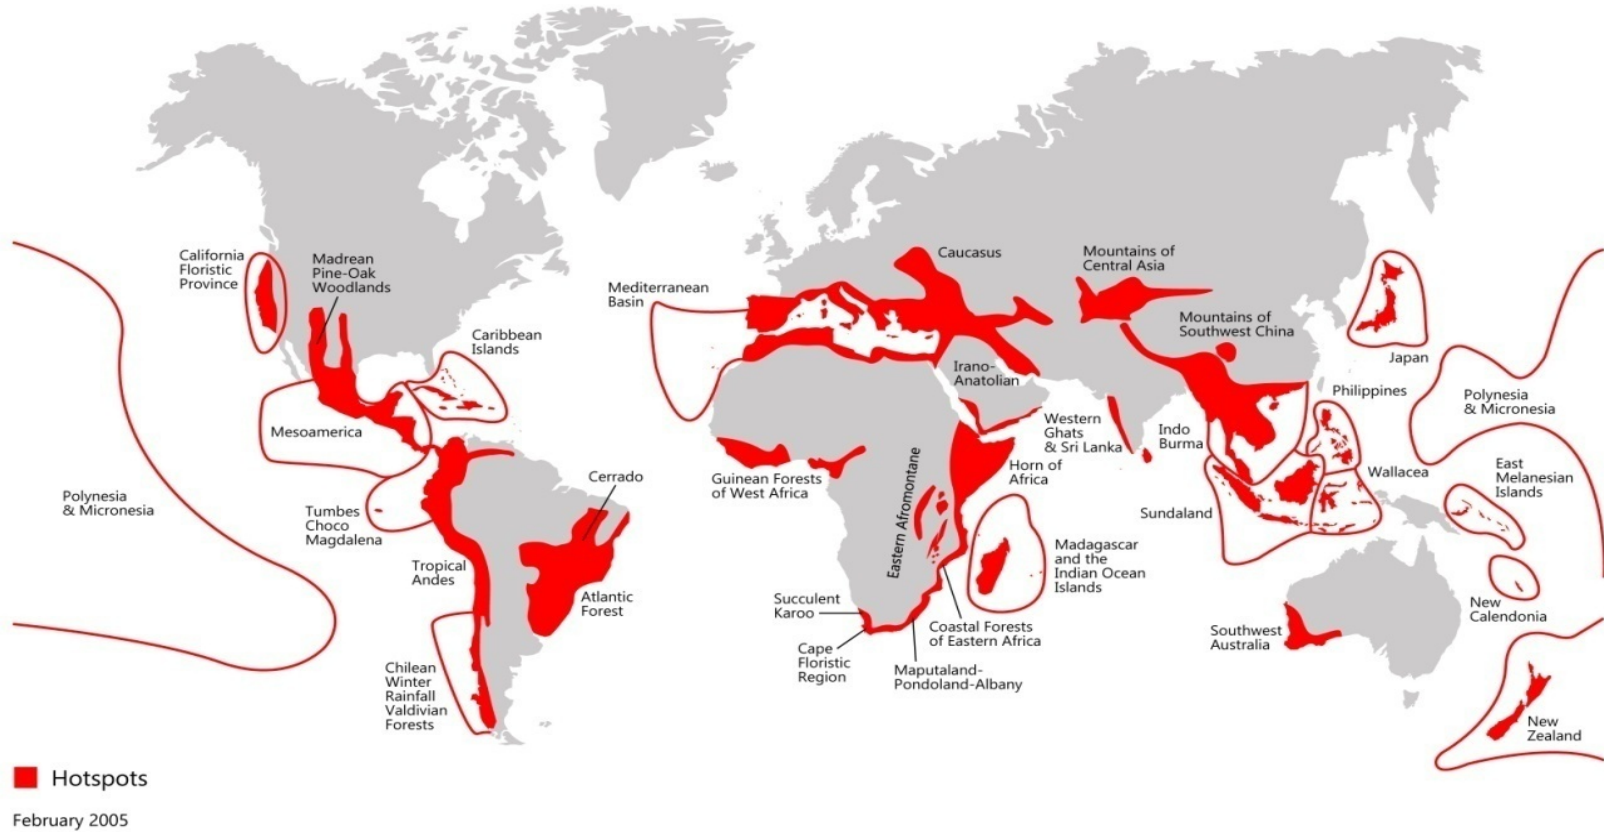 California
Floristic
Province
Madrean
Pine-Oak
Woodlands
Caribbean
Islands
Mesoamerica
Polynesia
& Micronesia
Tumbes
Choco
Magdalena
Tropical
Andes
Cerrado
Atlantic
Forest
Chilean
Winter
Rainfall
Valdivian
Forests
Mediterranean
Basin
Caucasus
Irano-
Anatolian
Mountains of
Central Asia
Mountains of
Southwest China
Japan
Philippines
Polynesia
& Micronesia
Western
Ghats
& Sri Lanka
Indo
Burma
Guinean Forests
of West Africa
Eastern Afromontane
Horn of
Africa
Wallacea
East
Melanesian
Islands
Sundaland
Madagascar
and the
Indian Ocean
Islands
Succulent
Karoo
Cape
Floristic
Region
Coastal Forests
of Eastern Africa
Maputaland-
Pondoland-Albany
Southwest
Australia
New
Calendonia
New
Zealand
Hotspots
February 2005